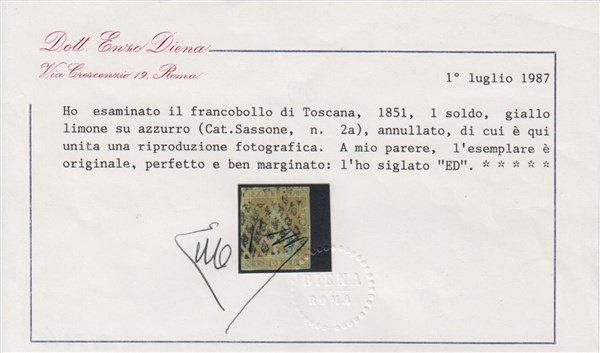 Dott. Enzo Diena
Via Crescenzio 19. Roma
1° luglio 1987
Ho esaminato il francobollo di Toscana, 1851, 1 soldo, giallo
limone su azzurro (Cat.Sassone, n. 2a), annullato, di cui è qui
unita una riproduzione fotografica. A mio parere, l'esemplare è
originale, perfetto e ben marginato: l'ho siglato "ED". * * * * *
DIENA
ROMA